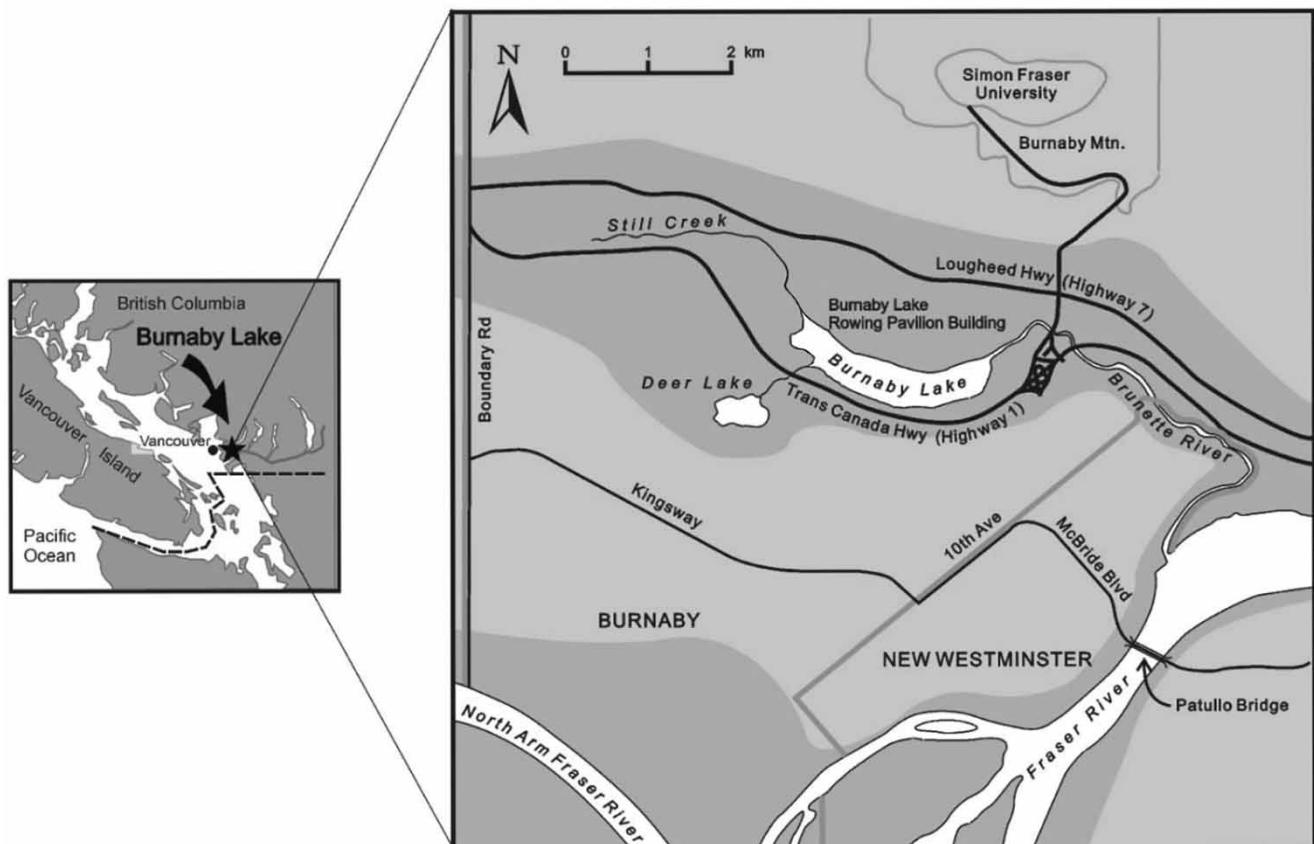 British Columbia
Burnaby Lake
Vancouver
Vancouver
Island
Pacific
Ocean
N
0 1 2 km
Simon Fraser
University
Burnaby Mtn.
Still Creek
Lougheed Hwy (Highway 7)
Burnaby Lake
Rowing Pavilion Building
Burnaby Lake
Boundary Rd
Deer Lake
Trans Canada Hwy (Highway 1)
Brunette River
Kingsway
10th Ave
McBride Blvd
BURNABY
NEW WESTMINSTER
Patullo Bridge
Fraser River
North Arm Fraser River